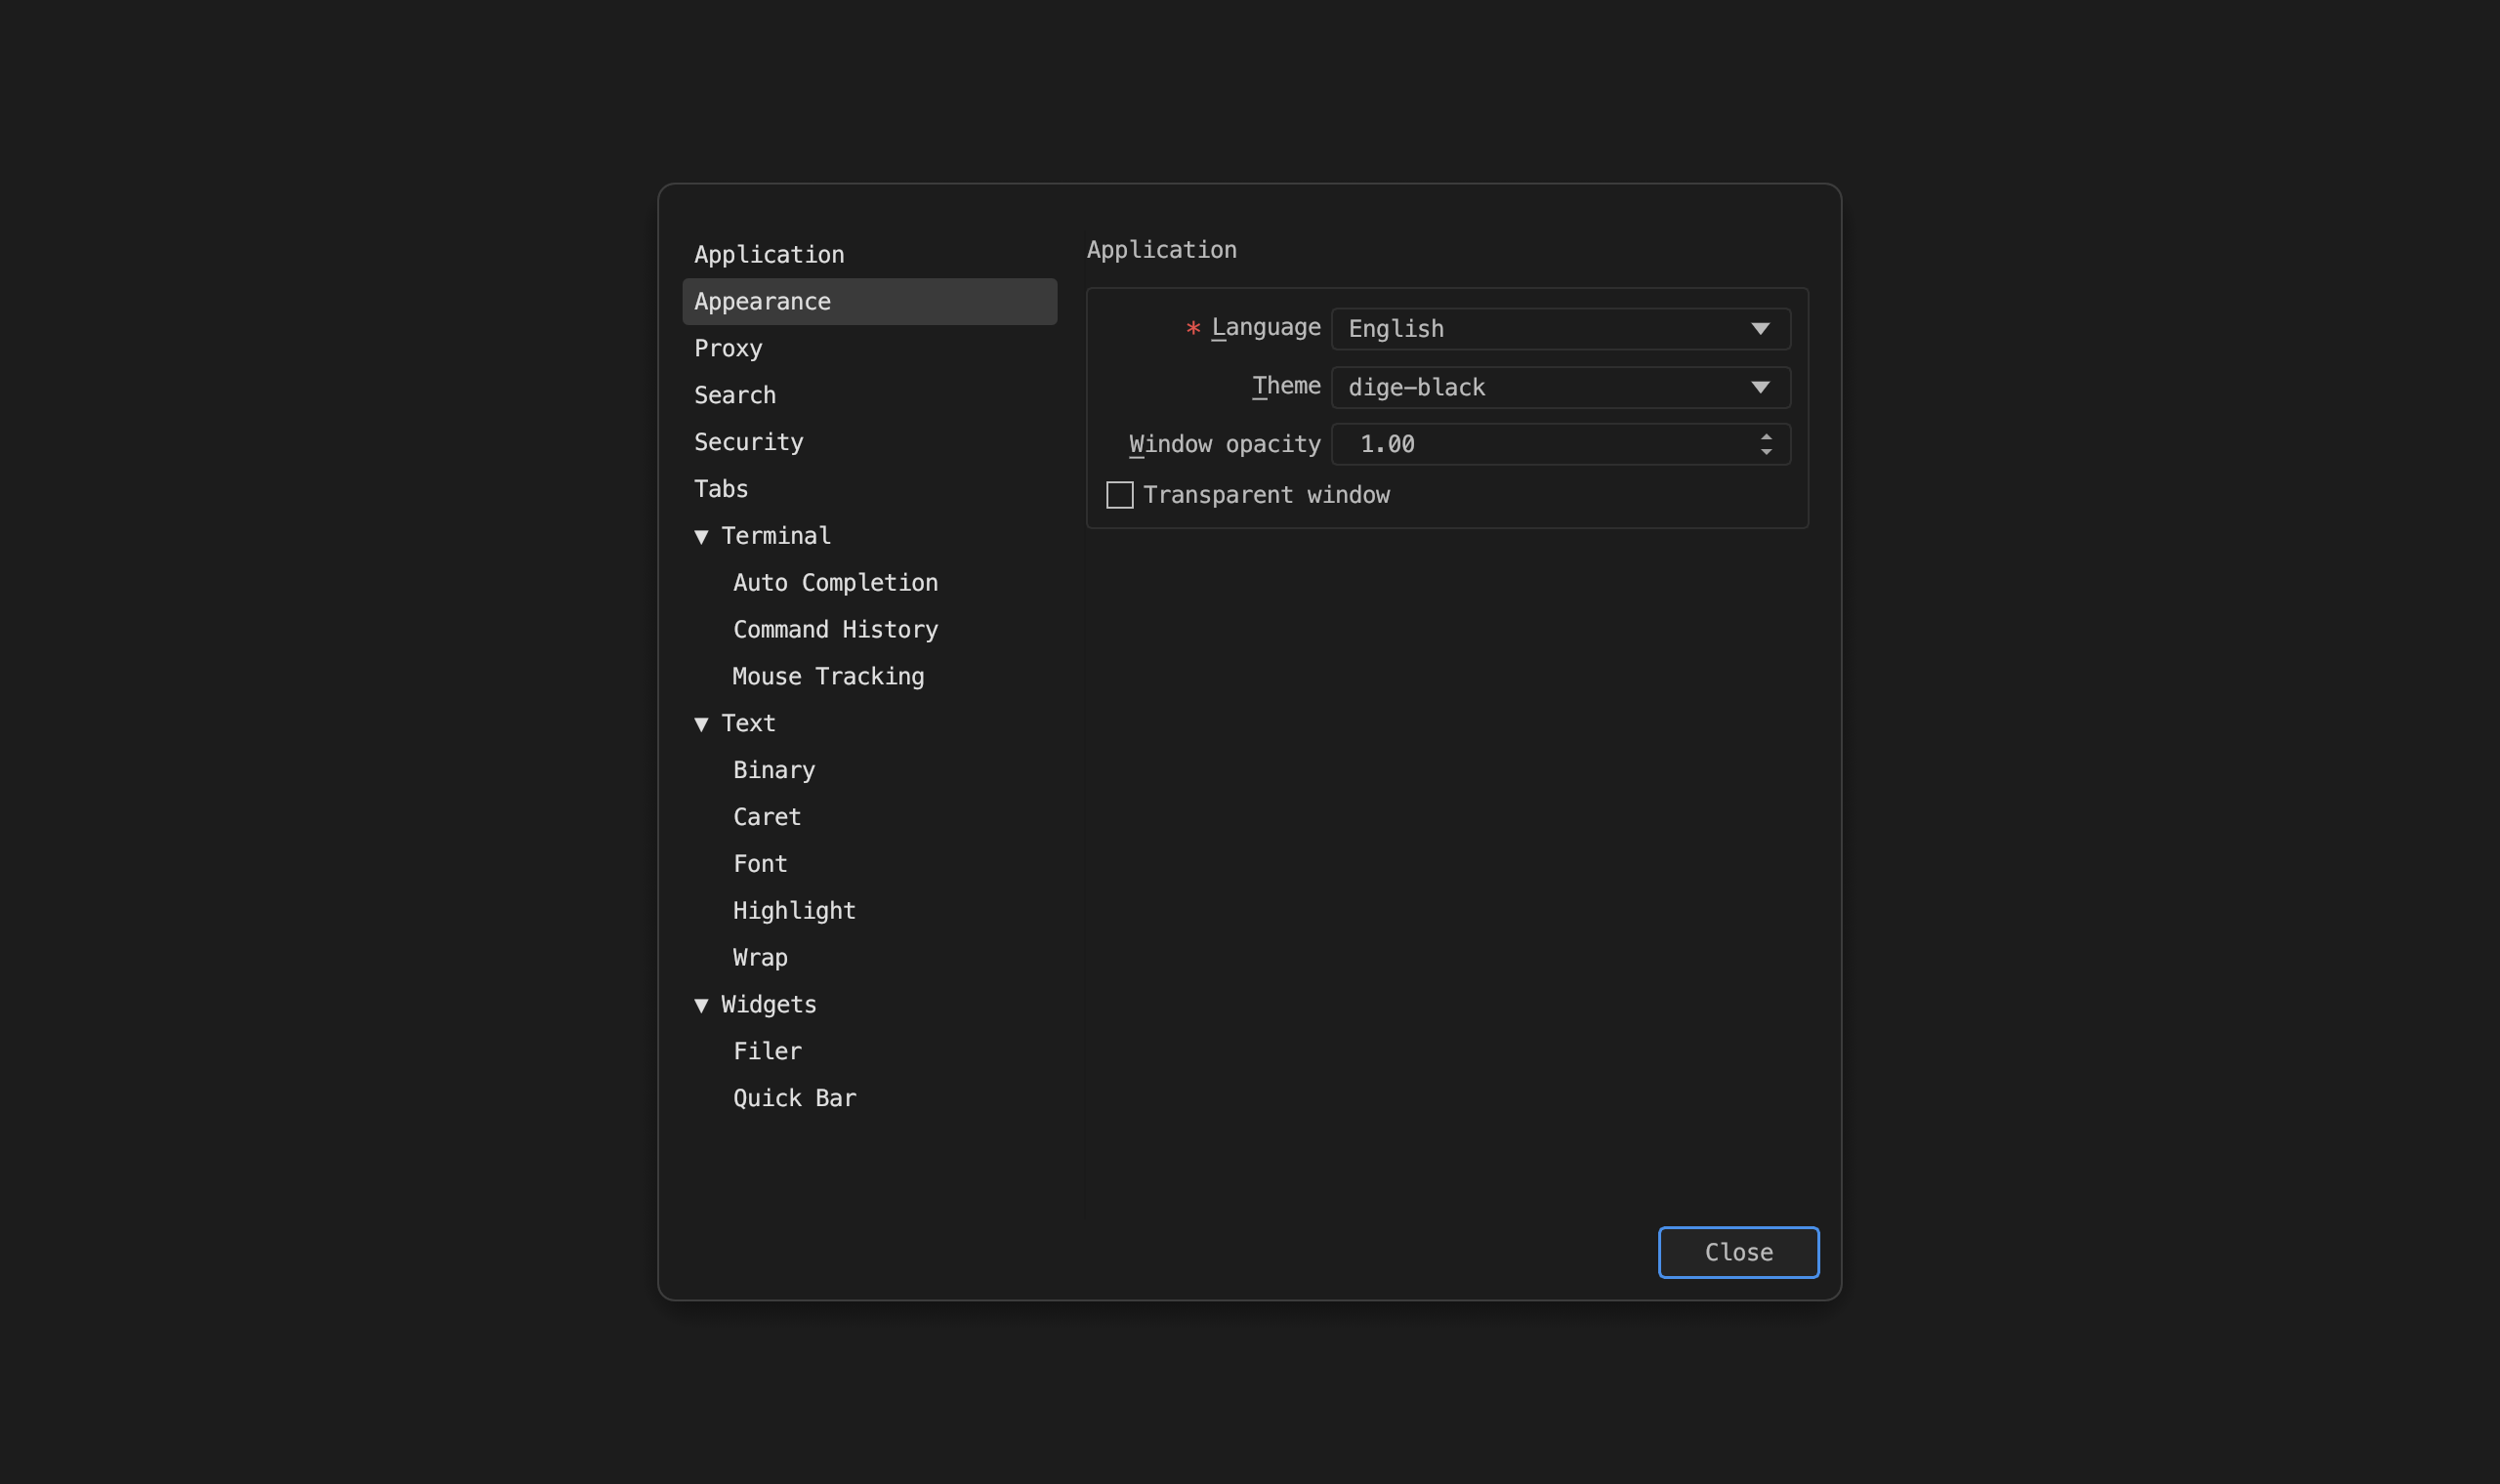 Application
Appearance
Proxy
Search
Security
Tabs
▼ Terminal
Auto Completion
Command History
Mouse Tracking
▼ Text
Binary
Caret
Font
Highlight
Wrap
▼ Widgets
Filer
Quick Bar
Application
* Language English
Theme dige-black
Window opacity 1.00
Transparent window
Close